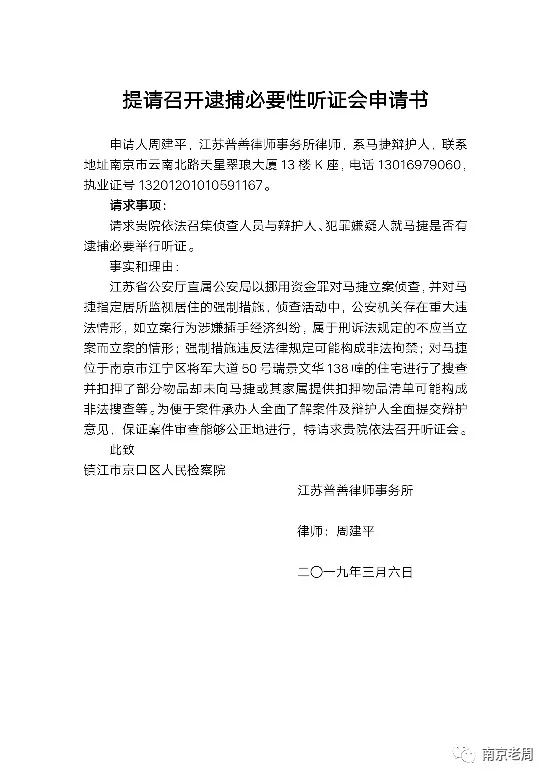 提请召开逮捕必要性听证会申请书
申请人周建平，江苏普善律师事务所律师，系马捷辩护人，联系
地址南京市云南北路天星翠琅大厦 13 楼 K 座，电话 13016979060，
执业证号 13201201010591167。
请求事项：
请求贵院依法召集侦查人员与辩护人、犯罪嫌疑人就马捷是否有
逮捕必要举行听证。
事实和理由：
江苏省公安厅直属公安局以挪用资金罪对马捷立案侦查，并对马
捷指定居所监视居住的强制措施，侦查活动中，公安机关存在重大违
法情形，如立案行为涉嫌插手经济纠纷，属于刑诉法规定的不应当立
案而立案的情形；强制措施违反法律规定可能构成非法拘禁；对马捷
位于南京市江宁区将军大道 50 号瑞景文华 138 幢的住宅进行了搜查
并扣押了部分物品却未向马捷或其家属提供扣押物品清单可能构成
非法搜查等。为便于案件承办人全面了解案件及辩护人全面提交辩护
意见，保证案件审查能够公正地进行，特请求贵院依法召开听证会。
此致
镇江市京口区人民检察院
江苏普善律师事务所
律师：周建平
二〇一九年三月六日
南京老周